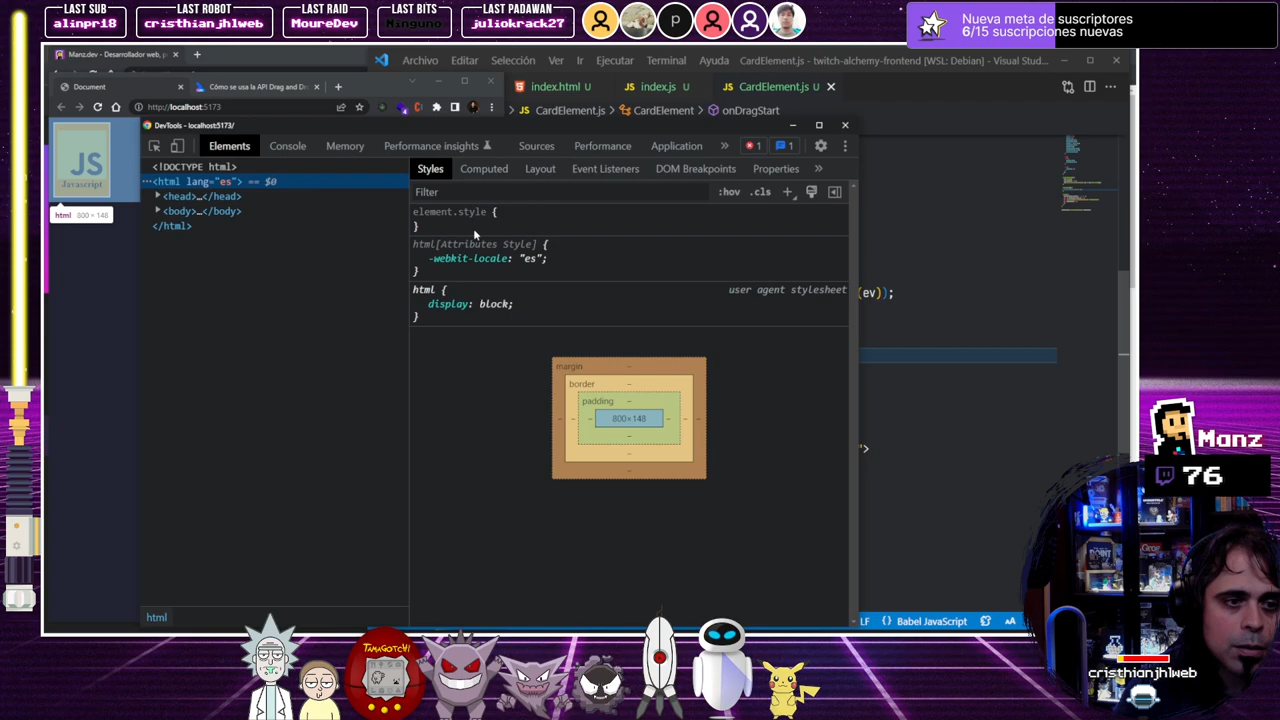 LAST SUB
alinpr18
LAST ROBOT
cristhianjhlweb
LAST RAID
MoureDev
LAST BITS
Ninguno
LAST PADAWAN
juliokrack27
p
Nueva meta de suscriptores
6/15 suscripciones nuevas
Manz.dev - Desarrollador web, p
Archivo Editar Selección Ver Ir Ejecutar Terminal Ayuda CardElement.js - twitch-alchemy-frontend [WSL: Debian] - Visual Stud...
Document
Cómo se usa la API Drag and Dr
index.html U
index.js U
CardElement.js U
http://localhost:5173
CardElement.js > CardElement > onDragStart
DevTools - localhost:5173/
Elements Console Memory Performance insights Sources Performance Application » 1 1
JS
Javascript
html 800 × 148
<!DOCTYPE html>
<html lang="es"> == $0
<head>…</head>
<body>…</body>
</html>
html
Styles Computed Layout Event Listeners DOM Breakpoints Properties »
Filter :hov .cls
element.style {
}
html[Attributes Style] {
-webkit-locale: "es";
}
html { user agent stylesheet
display: block;
}
margin –
border –
padding –
– – – 800×148 – – –
–
–
–
(ev));
">
LF {} Babel JavaScript
Manz
76
TAMAGOTCHI
cristhianjhlweb